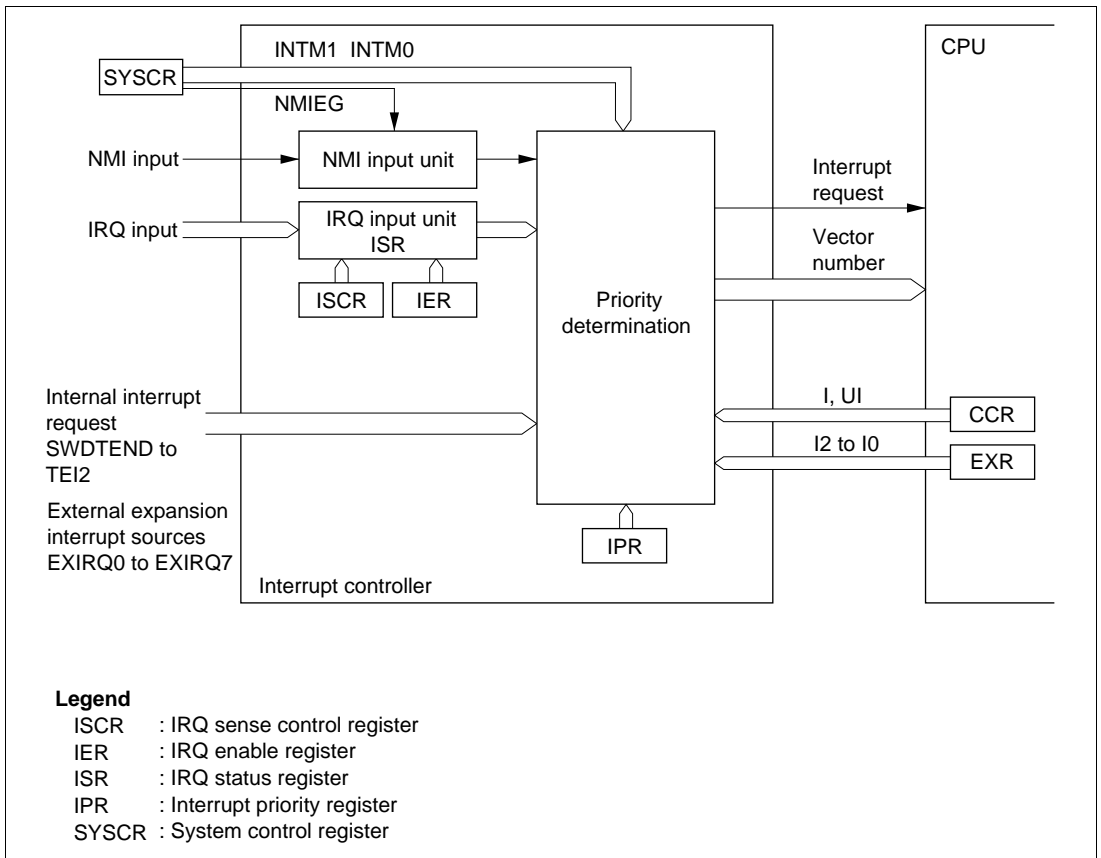 INTM1 INTM0
CPU
SYSCR
NMIEG
NMI input
NMI input unit
Interrupt
request
IRQ input
IRQ input unit
ISR
Vector
number
ISCR
IER
Priority
determination
Internal interrupt
request
SWDTEND to
TEI2
I, UI
CCR
I2 to I0
EXR
External expansion
interrupt sources
EXIRQ0 to EXIRQ7
IPR
Interrupt controller
Legend
ISCR : IRQ sense control register
IER : IRQ enable register
ISR : IRQ status register
IPR : Interrupt priority register
SYSCR : System control register